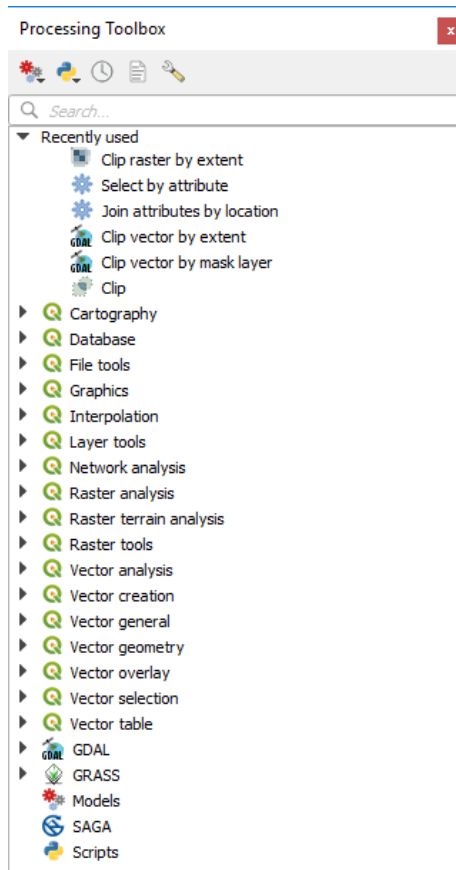 Processing Toolbox
x
Search...
Recently used
Clip raster by extent
Select by attribute
Join attributes by location
GDAL Clip vector by extent
GDAL Clip vector by mask layer
Clip
Cartography
Database
File tools
Graphics
Interpolation
Layer tools
Network analysis
Raster analysis
Raster terrain analysis
Raster tools
Vector analysis
Vector creation
Vector general
Vector geometry
Vector overlay
Vector selection
Vector table
GDAL GDAL
GRASS
Models
SAGA
Scripts